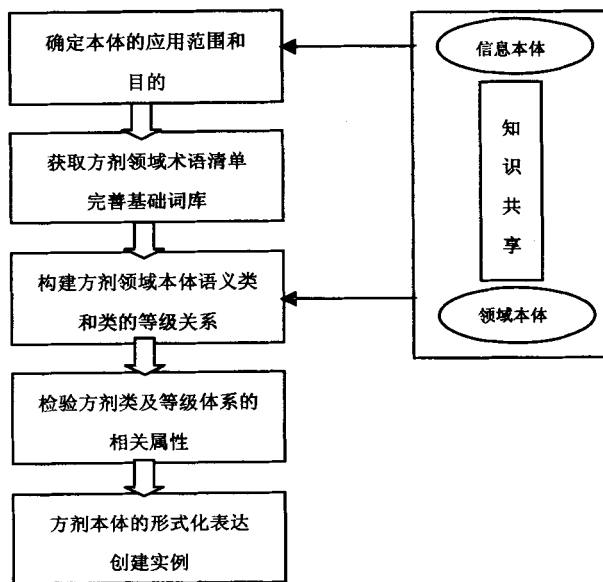 确定本体的应用范围和
目的
获取方剂领域术语清单
完善基础词库
构建方剂领域本体语义类
和类的等级关系
检验方剂类及等级体系的
相关属性
方剂本体的形式化表达
创建实例
信息本体
知
识
共
享
领域本体